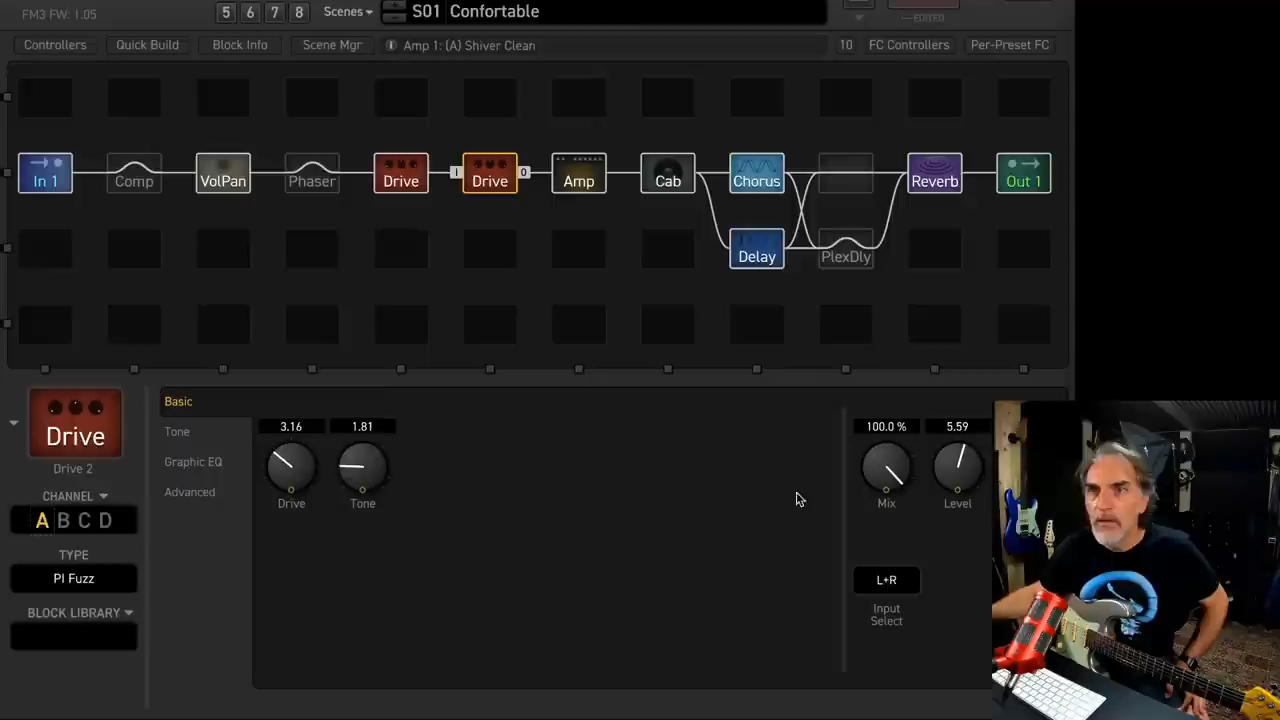 FM3 FW: 1.05
5 6 7 8 Scenes S01 Confortable
EDITED
Controllers Quick Build Block Info Scene Mgr Amp 1: (A) Shiver Clean 10 FC Controllers Per-Preset FC
In 1 Comp VolPan Phaser Drive I Drive O Amp Cab Chorus Reverb Out 1
Delay PlexDly
Drive
Drive 2
CHANNEL
A B C D
TYPE
PI Fuzz
BLOCK LIBRARY
Basic
Tone
Graphic EQ
Advanced
3.16 1.81 100.0 % 5.59
Drive Tone Mix Level
L+R
Input
Select